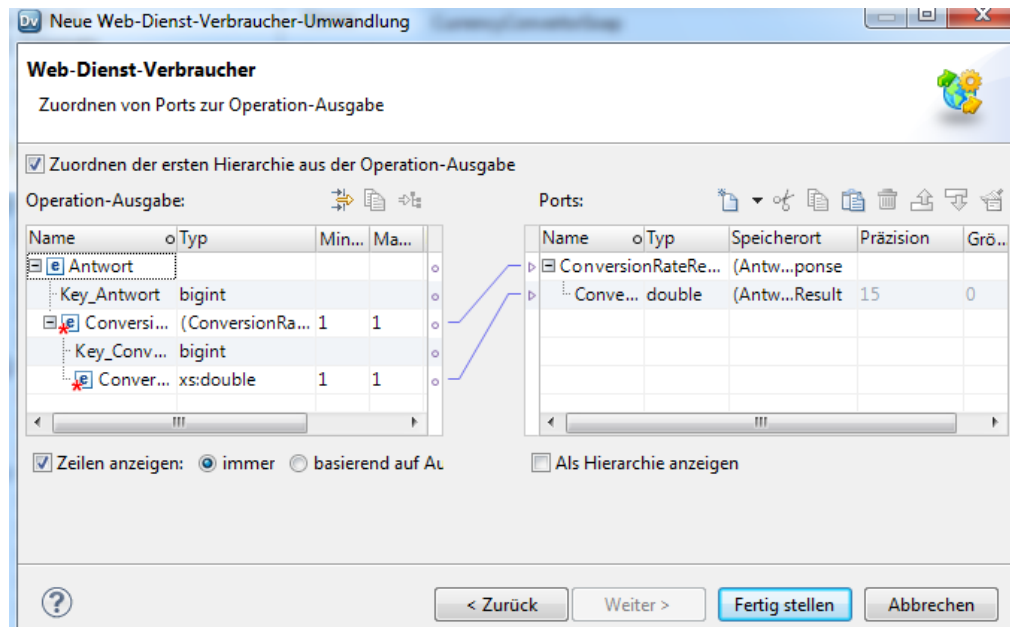 Dv Neue Web-Dienst-Verbraucher-Umwandlung
Web-Dienst-Verbraucher
Zuordnen von Ports zur Operation-Ausgabe
Zuordnen der ersten Hierarchie aus der Operation-Ausgabe
Operation-Ausgabe:
Ports:
Name o Typ Min... Ma...
e Antwort
Key_Antwort bigint
e Conversi... (ConversionRa... 1 1
Key_Conv... bigint
e Conver... xs:double 1 1
Name o Typ Speicherort Präzision Grö...
ConversionRateRe... (Antw...ponse
Conve... double (Antw...Result 15 0
Zeilen anzeigen: immer basierend auf Au
Als Hierarchie anzeigen
? < Zurück Weiter > Fertig stellen Abbrechen